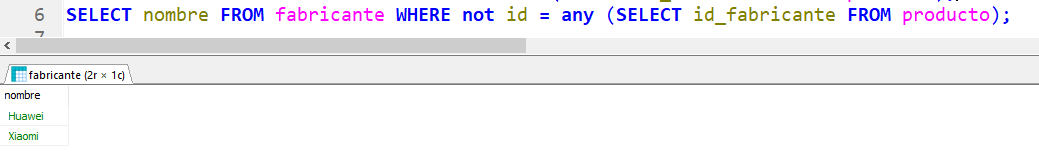 6 SELECT nombre FROM fabricante WHERE not id = any (SELECT id_fabricante FROM producto);
fabricante (2r × 1c)
nombre
Huawei
Xiaomi